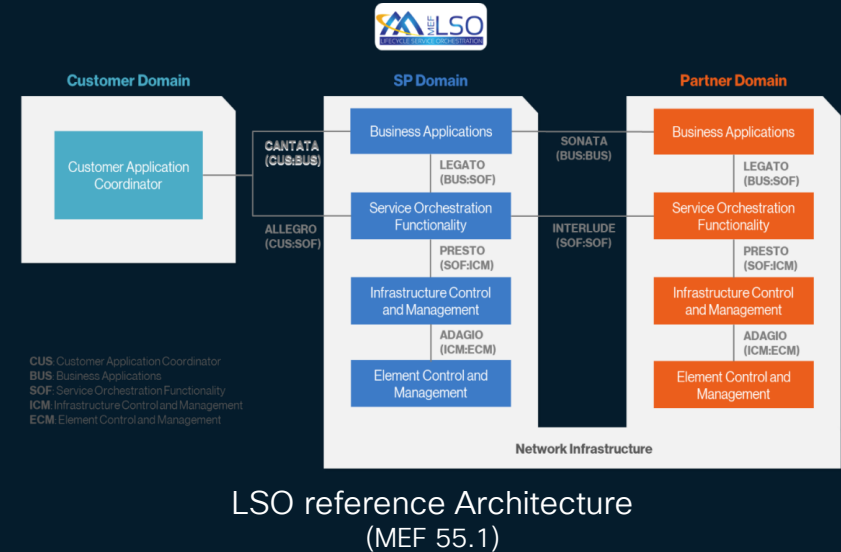 MEF LSO
LIFECYCLE SERVICE ORCHESTRATION
Customer Domain
SP Domain
Partner Domain
Customer Application
Coordinator
CANTATA
(CUS:BUS)
ALLEGRO
(CUS:SOF)
Business Applications
LEGATO
(BUS:SOF)
Service Orchestration
Functionality
PRESTO
(SOF:ICM)
Infrastructure Control
and Management
ADAGIO
(ICM:ECM)
Element Control and
Management
SONATA
(BUS:BUS)
INTERLUDE
(SOF:SOF)
Business Applications
LEGATO
(BUS:SOF)
Service Orchestration
Functionality
PRESTO
(SOF:ICM)
Infrastructure Control
and Management
ADAGIO
(ICM:ECM)
Element Control and
Management
Network Infrastructure
CUS: Customer Application Coordinator
BUS: Business Applications
SOF: Service Orchestration Functionality
ICM: Infrastructure Control and Management
ECM: Element Control and Management
LSO reference Architecture
(MEF 55.1)